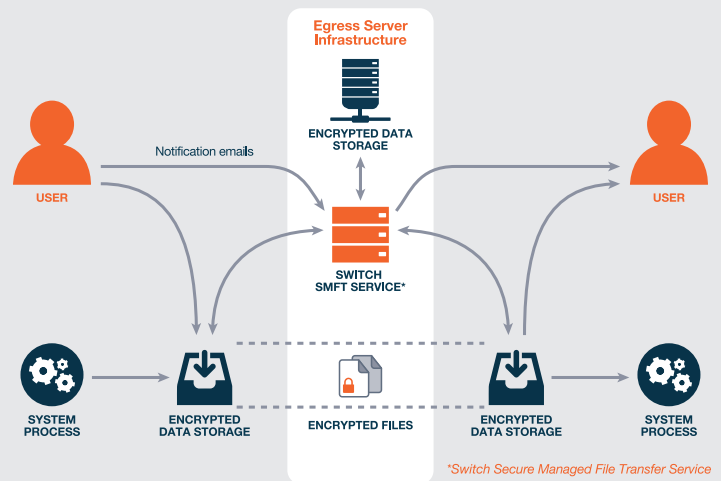 Egress Server
Infrastructure
ENCRYPTED DATA
STORAGE
Notification emails
USER
USER
SWITCH
SMFT SERVICE*
SYSTEM
PROCESS
ENCRYPTED
DATA STORAGE
ENCRYPTED FILES
ENCRYPTED
DATA STORAGE
SYSTEM
PROCESS
*Switch Secure Managed File Transfer Service